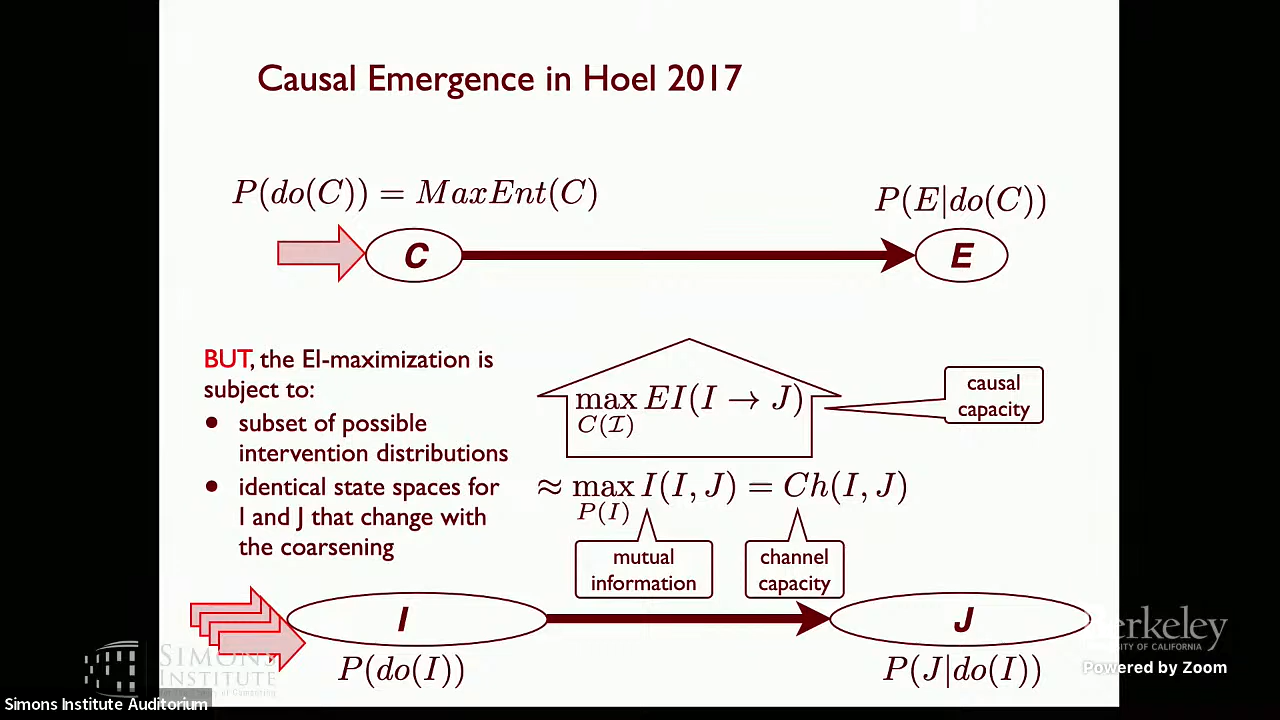 Causal Emergence in Hoel 2017
P(do(C)) = MaxEnt(C)
P(E|do(C))
C
E
BUT, the EI-maximization is
subject to:
• subset of possible
intervention distributions
• identical state spaces for
I and J that change with
the coarsening
max EI(I → J)
C(𝓘)
causal
capacity
≈ max I(I, J) = Ch(I, J)
P(I)
mutual
information
channel
capacity
I
J
P(do(I))
P(J|do(I))
SIMONS
INSTITUTE
Berkeley
UNIVERSITY OF CALIFORNIA
Powered by Zoom
Simons Institute Auditorium